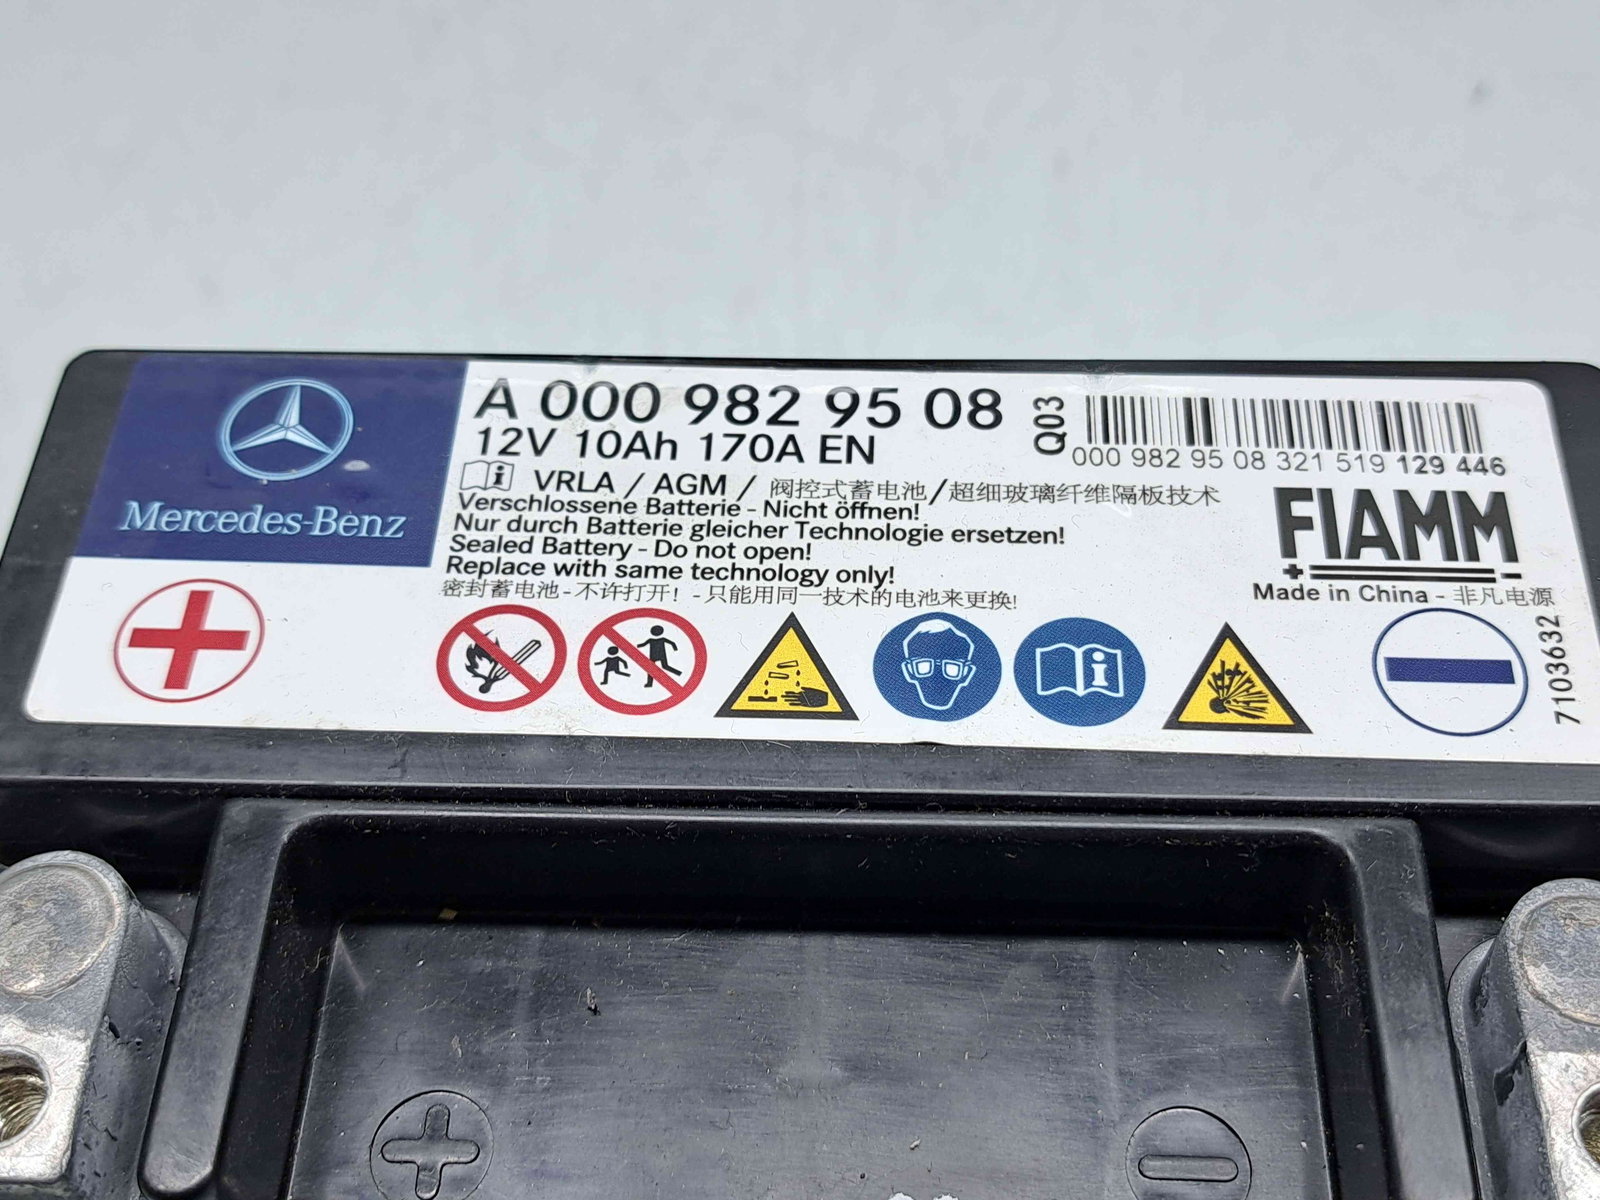 Mercedes-Benz
A 000 982 95 08
12V 10Ah 170A EN
VRLA / AGM / 阀控式蓄电池/超细玻璃纤维隔板技术
Verschlossene Batterie - Nicht öffnen!
Nur durch Batterie gleicher Technologie ersetzen!
Sealed Battery - Do not open!
Replace with same technology only!
密封蓄电池-不许打开! -只能用同一技术的电池来更换!
Q03
000 982 95 08 321 519 129 446
FIAMM
Made in China - 非凡电源
7103632